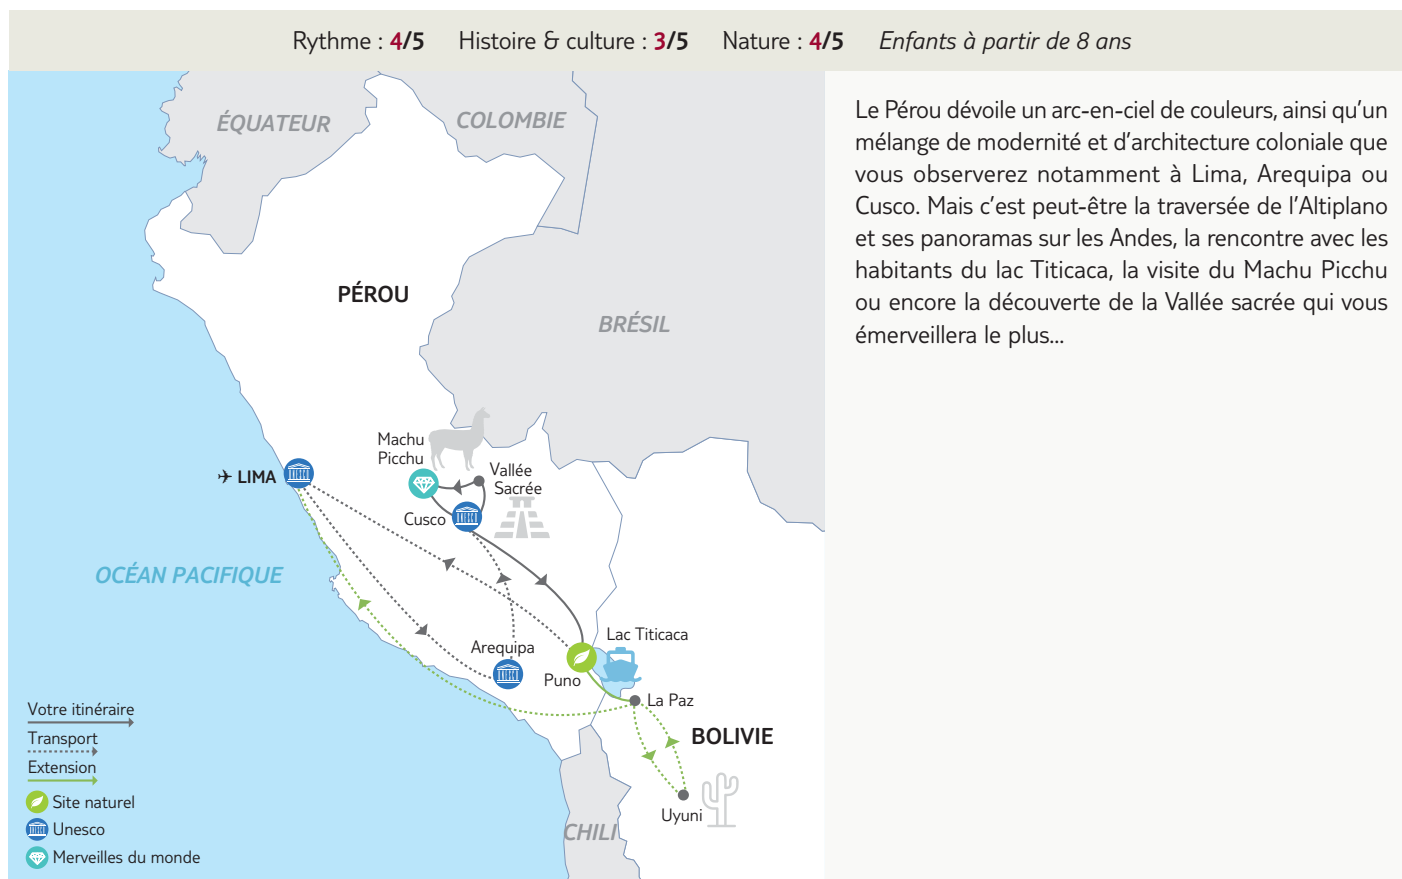 Rythme : 4/5 Histoire & culture : 3/5 Nature : 4/5 Enfants à partir de 8 ans
ÉQUATEUR
COLOMBIE
PÉROU
BRÉSIL
Machu
Picchu
Vallée
Sacrée
LIMA
UNESCO
Cusco
UNESCO
OCÉAN PACIFIQUE
Arequipa
UNESCO
Lac Titicaca
Puno
La Paz
BOLIVIE
Uyuni
CHILI
Votre itinéraire
Transport
Extension
Site naturel
Unesco
Merveilles du monde
Le Pérou dévoile un arc-en-ciel de couleurs, ainsi qu’un
mélange de modernité et d’architecture coloniale que
vous observerez notamment à Lima, Arequipa ou
Cusco. Mais c’est peut-être la traversée de l’Altiplano
et ses panoramas sur les Andes, la rencontre avec les
habitants du lac Titicaca, la visite du Machu Picchu
ou encore la découverte de la Vallée sacrée qui vous
émerveillera le plus...